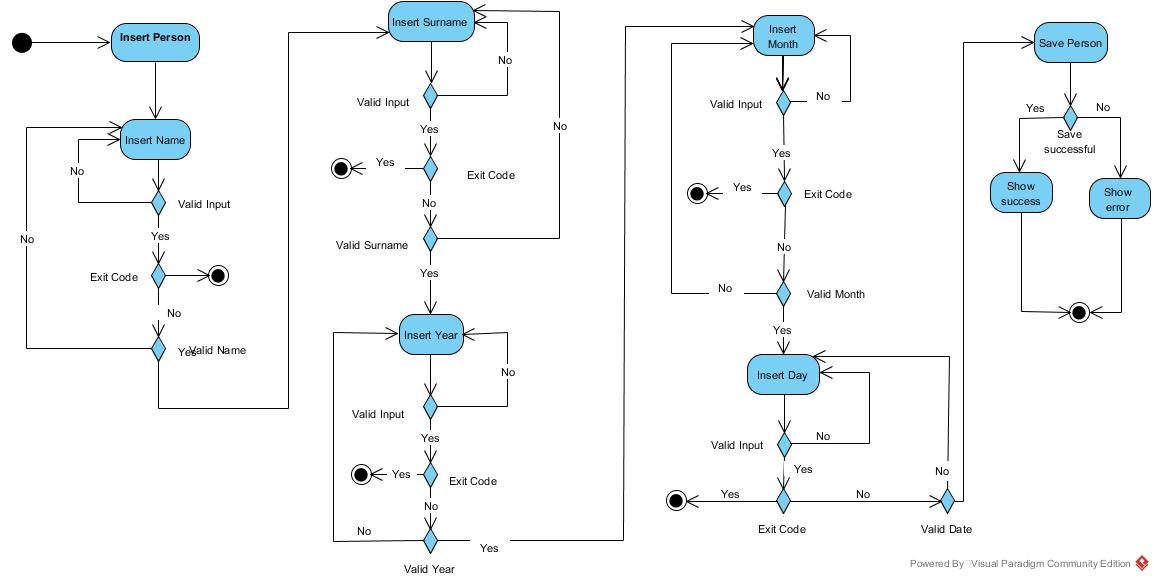 Insert Person
Insert Name
No
Valid Input
Yes
No
Exit Code
No
Yes
Valid Name
Insert Surname
No
Valid Input
Yes
No
Yes
Exit Code
No
Valid Surname
Yes
Insert Year
No
Valid Input
Yes
Yes
Exit Code
No
No
Yes
Valid Year
Insert
Month
No
Valid Input
Yes
Yes
Exit Code
No
No
Valid Month
Yes
Insert Day
No
Valid Input
Yes
No
Yes
No
Exit Code
Valid Date
Save Person
Yes
No
Save
successful
Show
success
Show
error
Powered By Visual Paradigm Community Edition